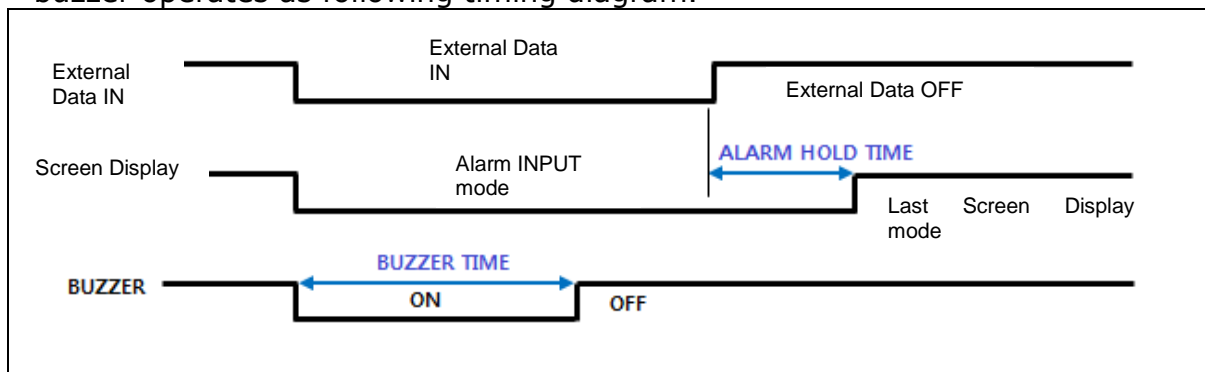 buzzer operates as following timing diagram.
External Data
IN
External
Data IN
External Data OFF
ALARM HOLD TIME
Screen Display
Alarm INPUT
mode
Last Screen Display
mode
BUZZER TIME
BUZZER
ON
OFF